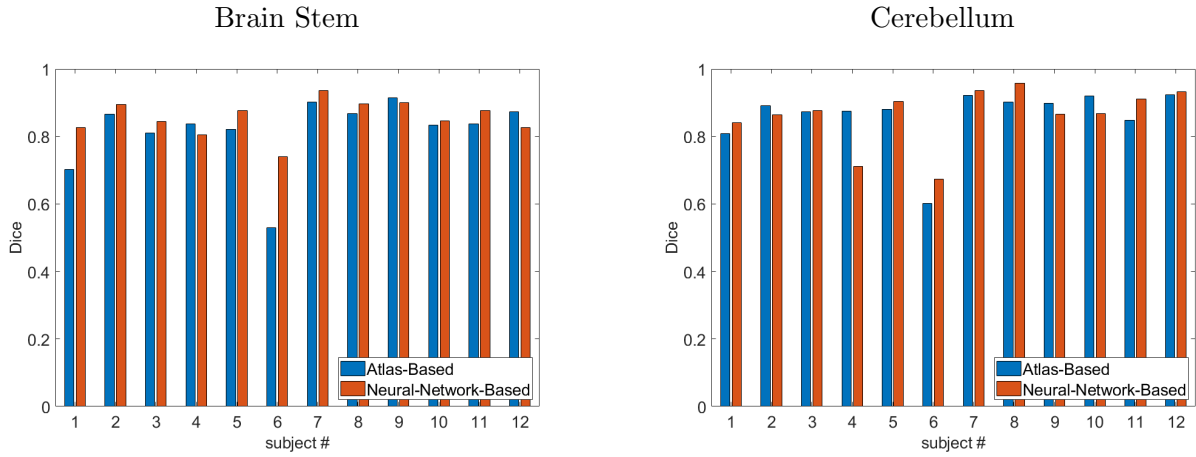 Brain Stem
1
0.8
0.6
0.4
0.2
0
Dice
Atlas-Based
Neural-Network-Based
1 2 3 4 5 6 7 8 9 10 11 12
subject #
Cerebellum
1
0.8
0.6
0.4
0.2
0
Dice
Atlas-Based
Neural-Network-Based
1 2 3 4 5 6 7 8 9 10 11 12
subject #